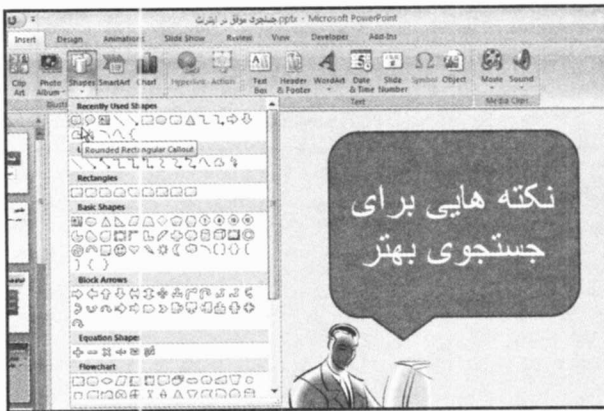 جستجوی موفق در اینترنت.pptx - Microsoft PowerPoint
Insert Design Animations Slide Show Review View Developer Add-Ins
Clip Art Photo Album Shapes SmartArt Chart Hyperlink Action Text Box Header & Footer WordArt Date & Time Slide Number Symbol Object Movie Sound
Text Media Clips
Recently Used Shapes
Rounded Rectangular Callout
Rectangles
Basic Shapes
Block Arrows
Equation Shapes
Flowchart
نکته هایی برای
جستجوی بهتر